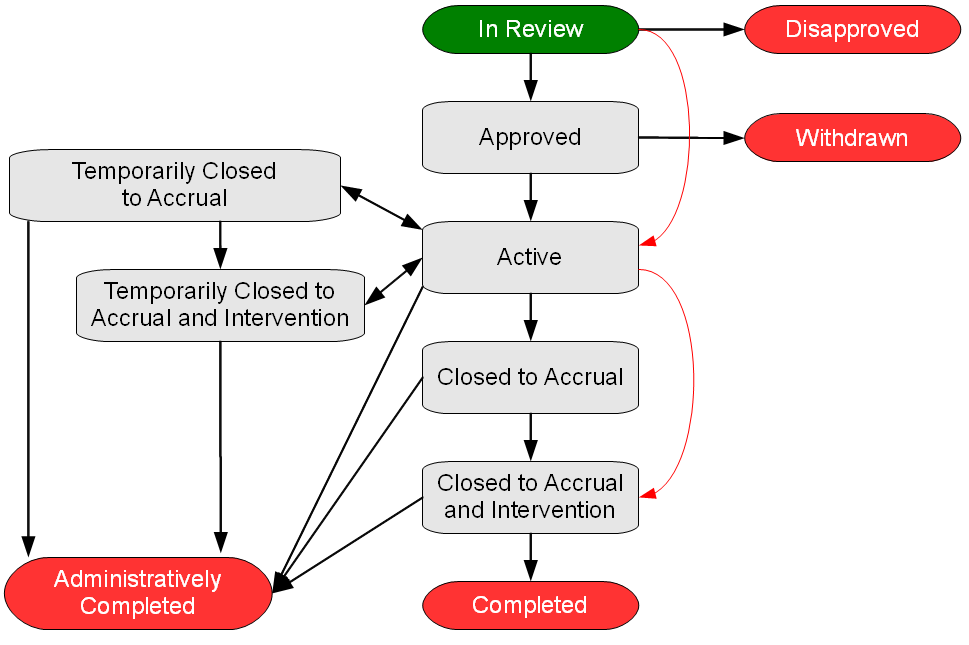 In Review
Disapproved
Approved
Withdrawn
Temporarily Closed
to Accrual
Active
Temporarily Closed to
Accrual and Intervention
Closed to Accrual
Closed to Accrual
and Intervention
Administratively
Completed
Completed